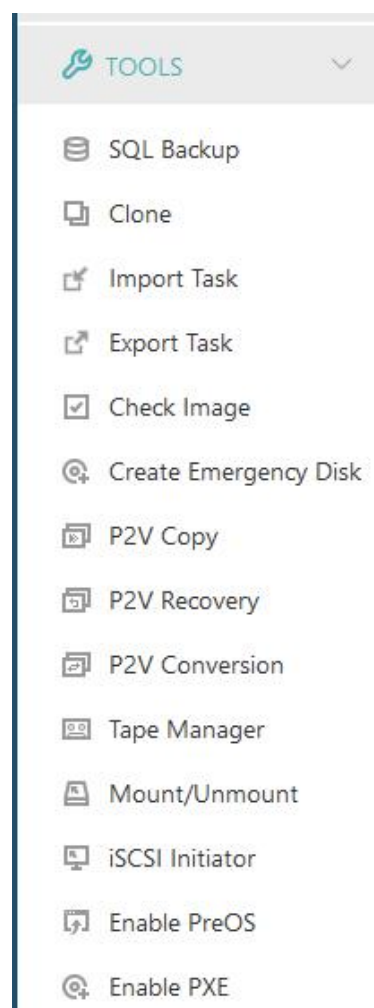 TOOLS
SQL Backup
Clone
Import Task
Export Task
Check Image
Create Emergency Disk
P2V Copy
P2V Recovery
P2V Conversion
Tape Manager
Mount/Unmount
iSCSI Initiator
Enable PreOS
Enable PXE